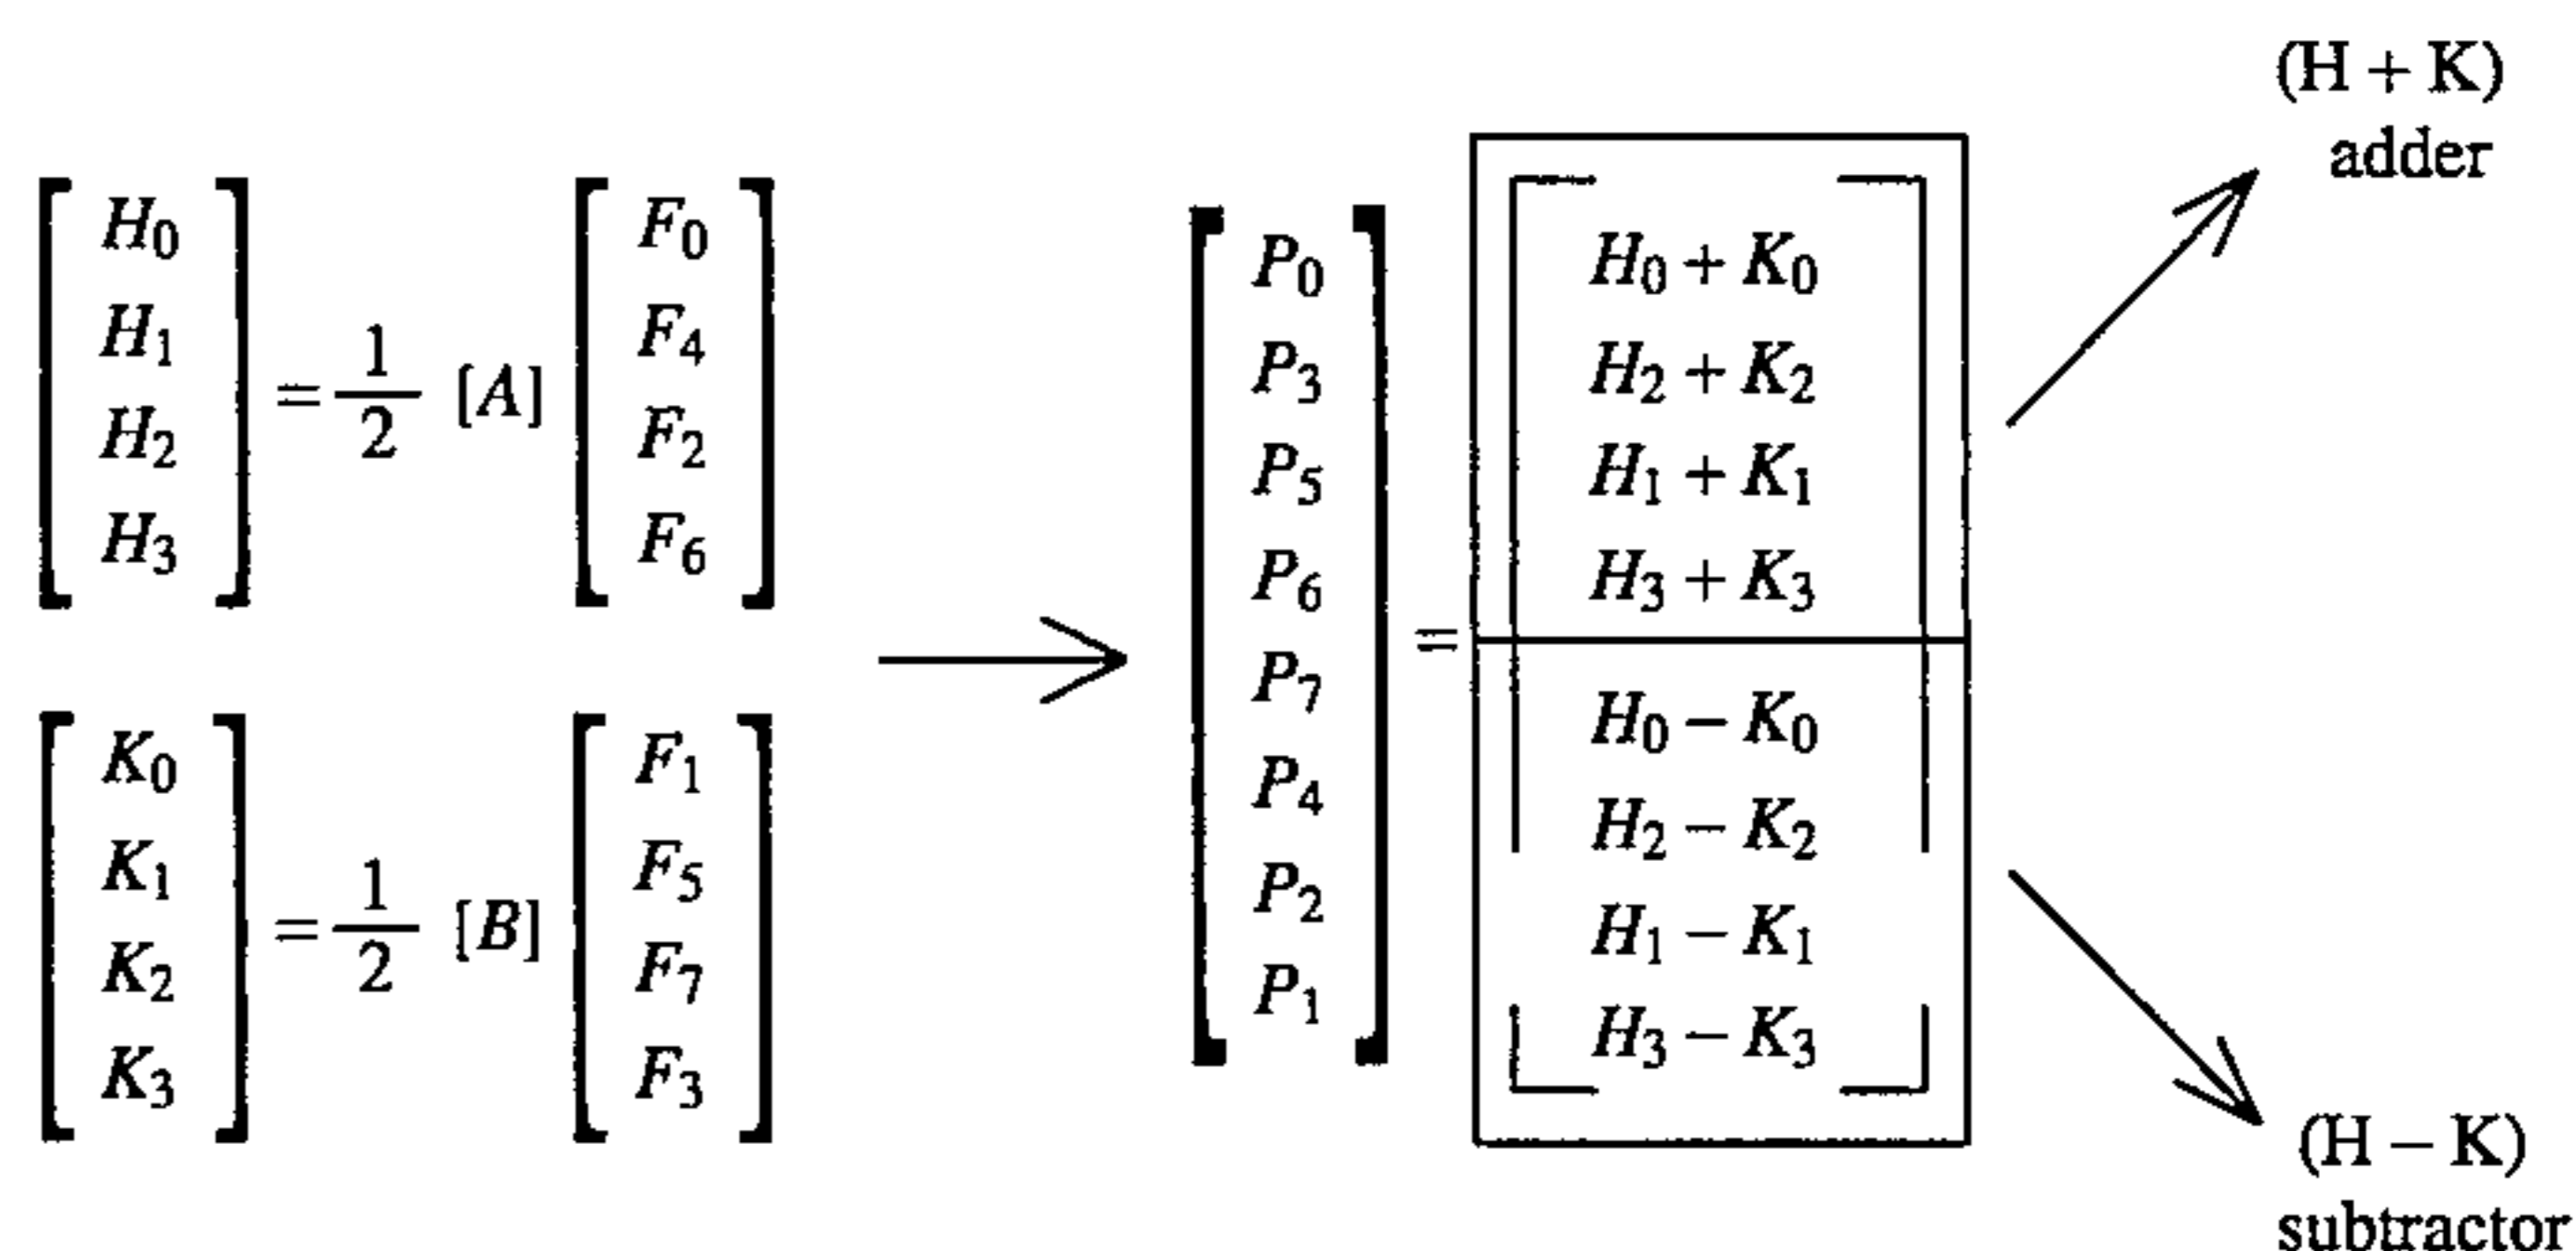 (H + K)
adder
[H₀ H₁ H₂ H₃] = 1/2 [A] [F₀ F₄ F₂ F₆]
[K₀ K₁ K₂ K₃] = 1/2 [B] [F₁ F₅ F₇ F₃]
P₀ = H₀ + K₀
P₃ H₂ + K₂
P₅ H₁ + K₁
P₆ H₃ + K₃
P₇ H₀ − K₀
P₄ H₂ − K₂
P₂ H₁ − K₁
P₁ H₃ − K₃
(H − K)
subtractor